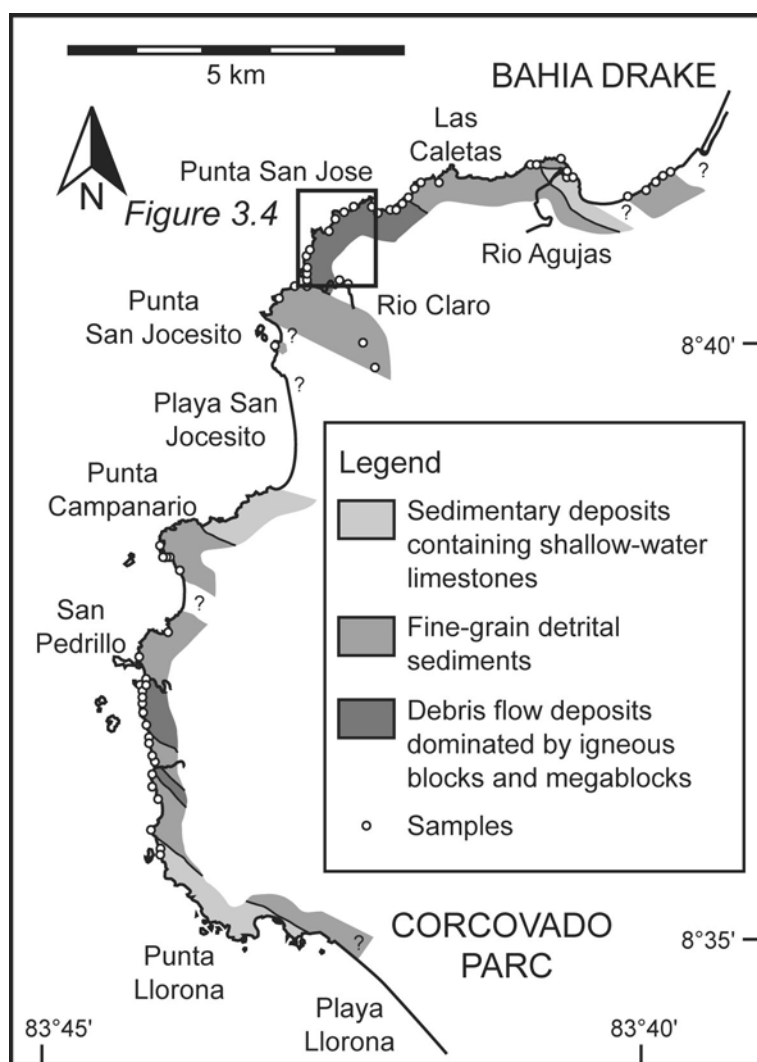 5 km
BAHIA DRAKE
Las
Caletas
Punta San Jose
?
N
Figure 3.4
?
Rio Agujas
Punta
San Jocesito
Rio Claro
?
8°40'
?
Playa San
Jocesito
Legend
Punta
Campanario
Sedimentary deposits
containing shallow-water
limestones
San
Pedrillo
?
Fine-grain detrital
sediments
Debris flow deposits
dominated by igneous
blocks and megablocks
Samples
CORCOVADO
PARC
?
8°35'
Punta
Llorona
Playa
Llorona
83°45'
83°40'